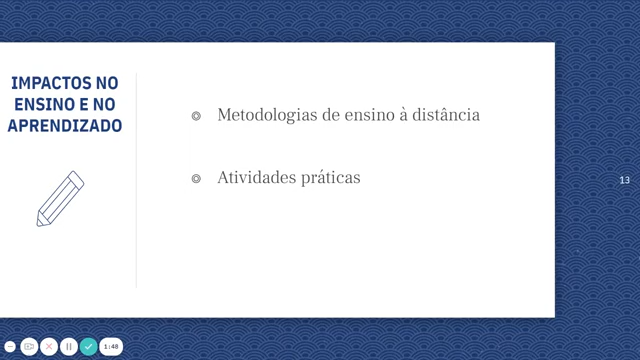 IMPACTOS NO
ENSINO E NO
APRENDIZADO
Metodologias de ensino à distância
Atividades práticas
13
1:48